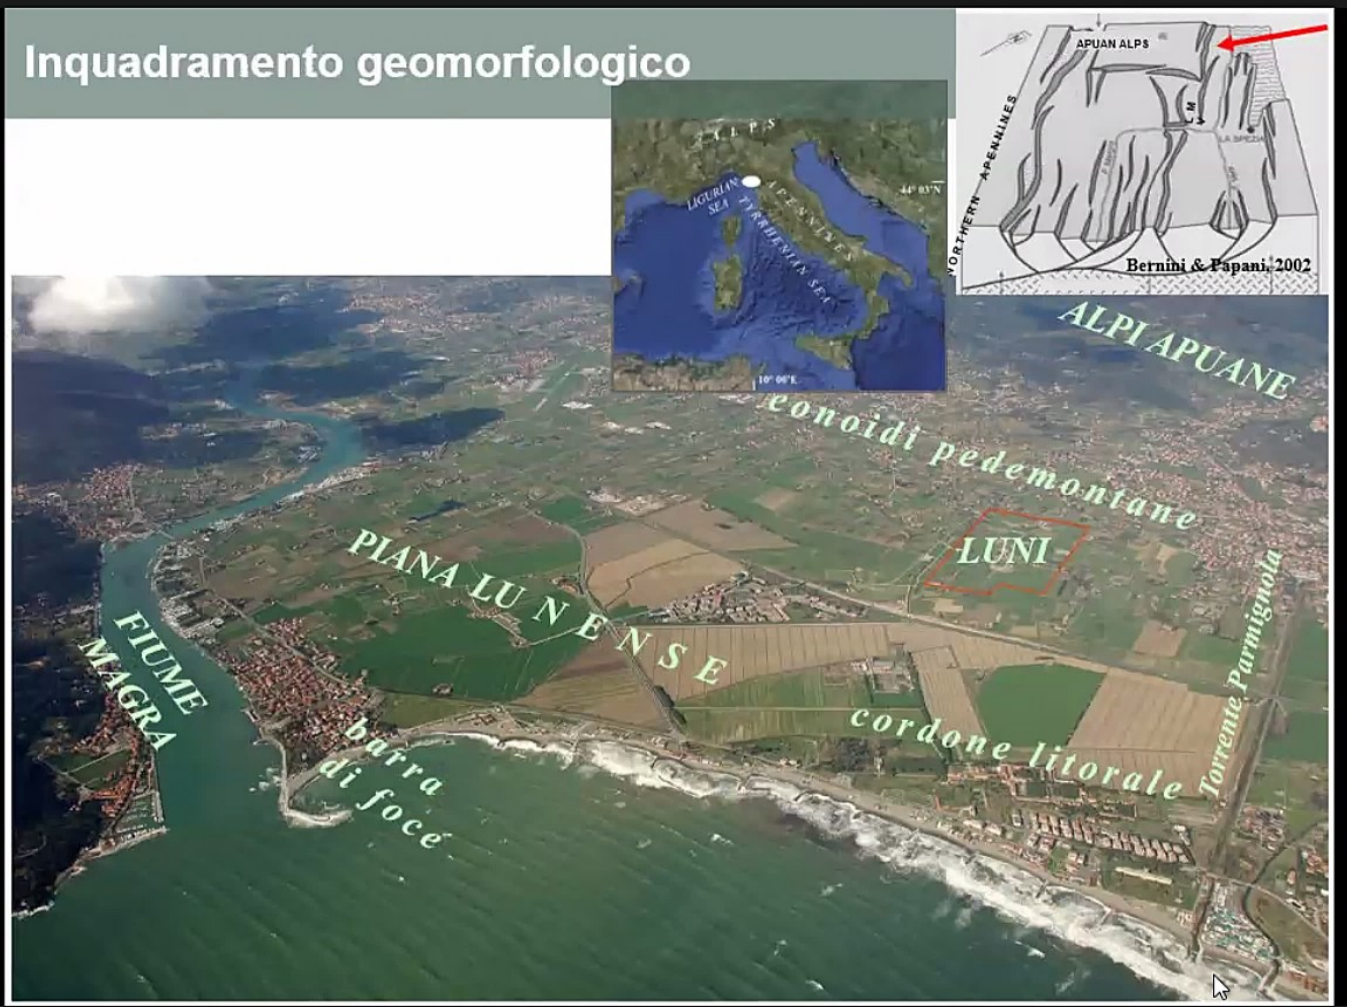 Inquadramento geomorfologico
APUAN ALPS
NORTHERN APENNINES
L M
LA SPEZIA
Bernini & Papani, 2002
ALPS
44° 03'N
LIGURIAN
SEA
APENNINES
TYRRHENIAN SEA
10° 00'E
ALPI APUANE
conoidi pedemontane
LUNI
PIANA LUNENSE
FIUME
MAGRA
barra
di foce
cordone litorale
Torrente Parmignola